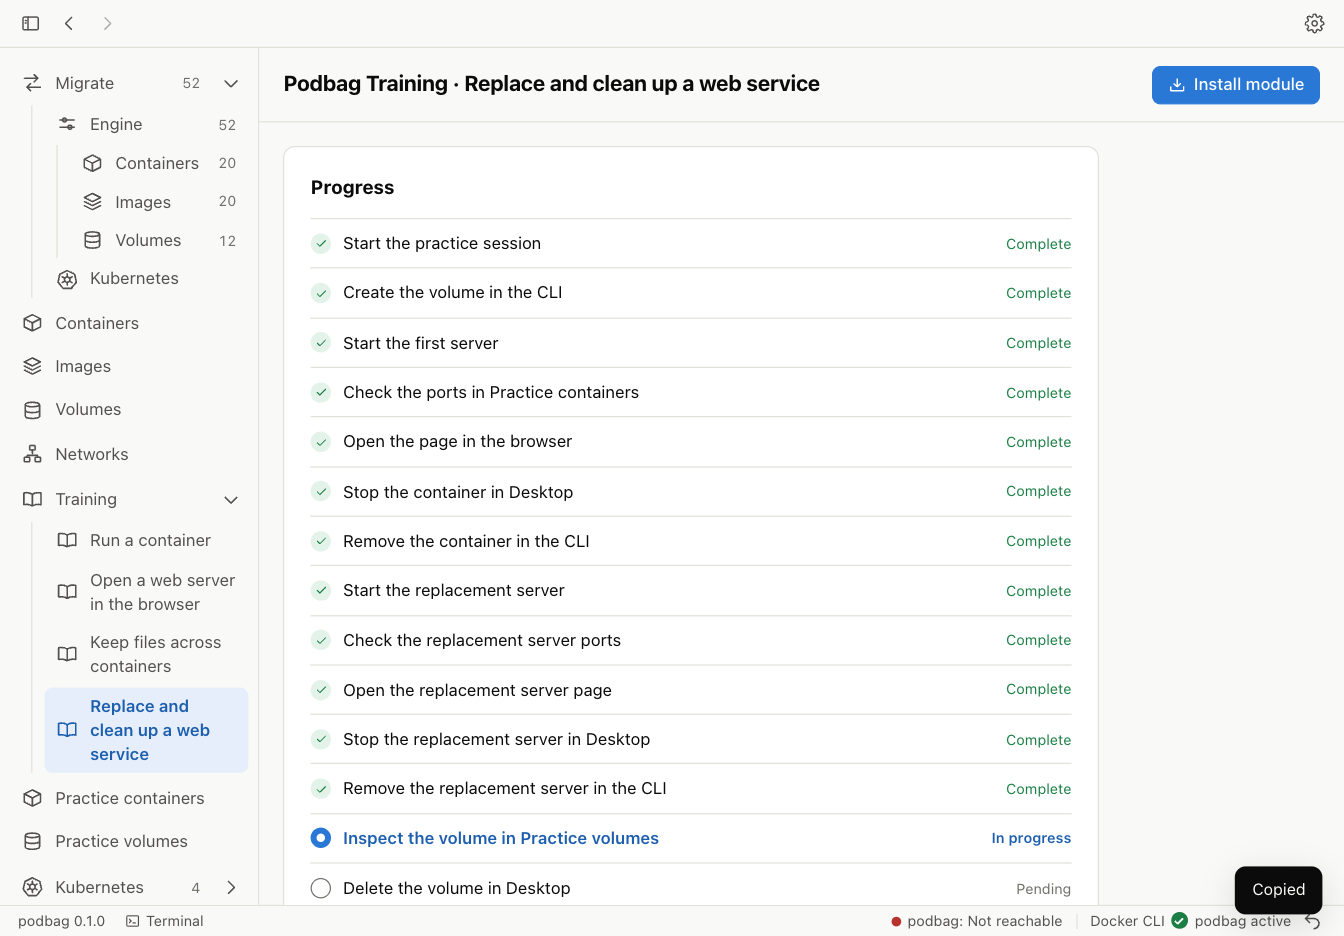 Migrate 52
Engine 52
Containers 20
Images 20
Volumes 12
Kubernetes
Containers
Images
Volumes
Networks
Training
Run a container
Open a web server
in the browser
Keep files across
containers
Replace and
clean up a web
service
Practice containers
Practice volumes
Kubernetes 4
Podbag Training · Replace and clean up a web service
Install module
Progress
Start the practice session Complete
Create the volume in the CLI Complete
Start the first server Complete
Check the ports in Practice containers Complete
Open the page in the browser Complete
Stop the container in Desktop Complete
Remove the container in the CLI Complete
Start the replacement server Complete
Check the replacement server ports Complete
Open the replacement server page Complete
Stop the replacement server in Desktop Complete
Remove the replacement server in the CLI Complete
Inspect the volume in Practice volumes In progress
Delete the volume in Desktop Pending
Copied
podbag 0.1.0 Terminal podbag: Not reachable Docker CLI podbag active